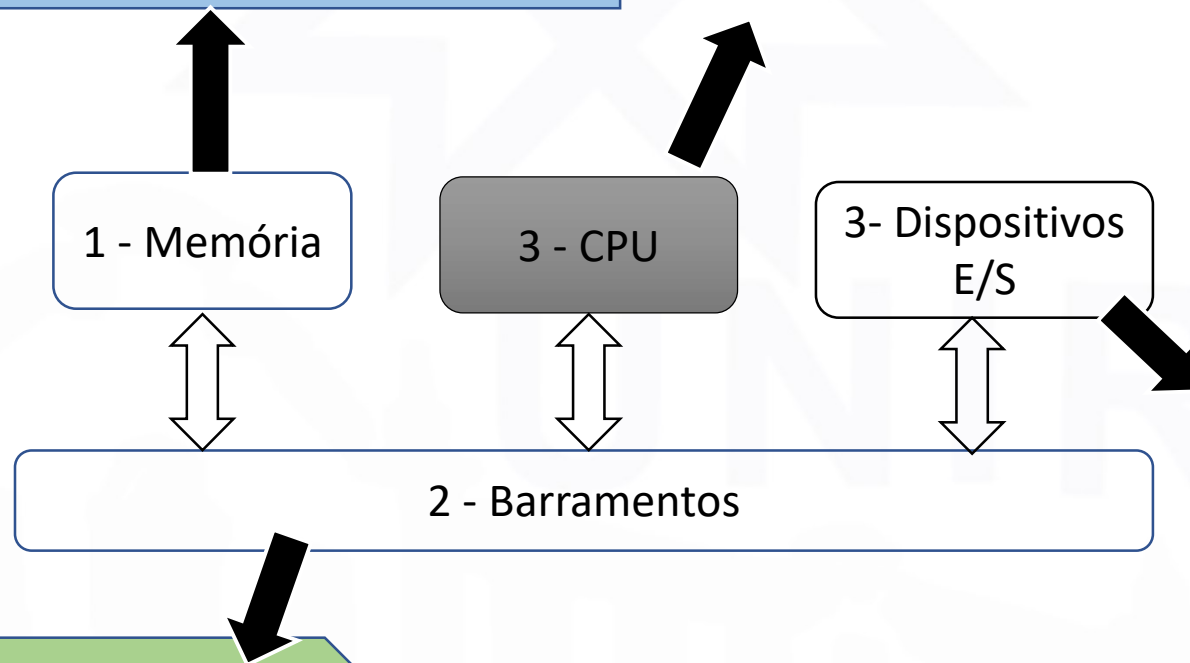 1 - Memória
3 - CPU
3- Dispositivos
E/S
2 - Barramentos